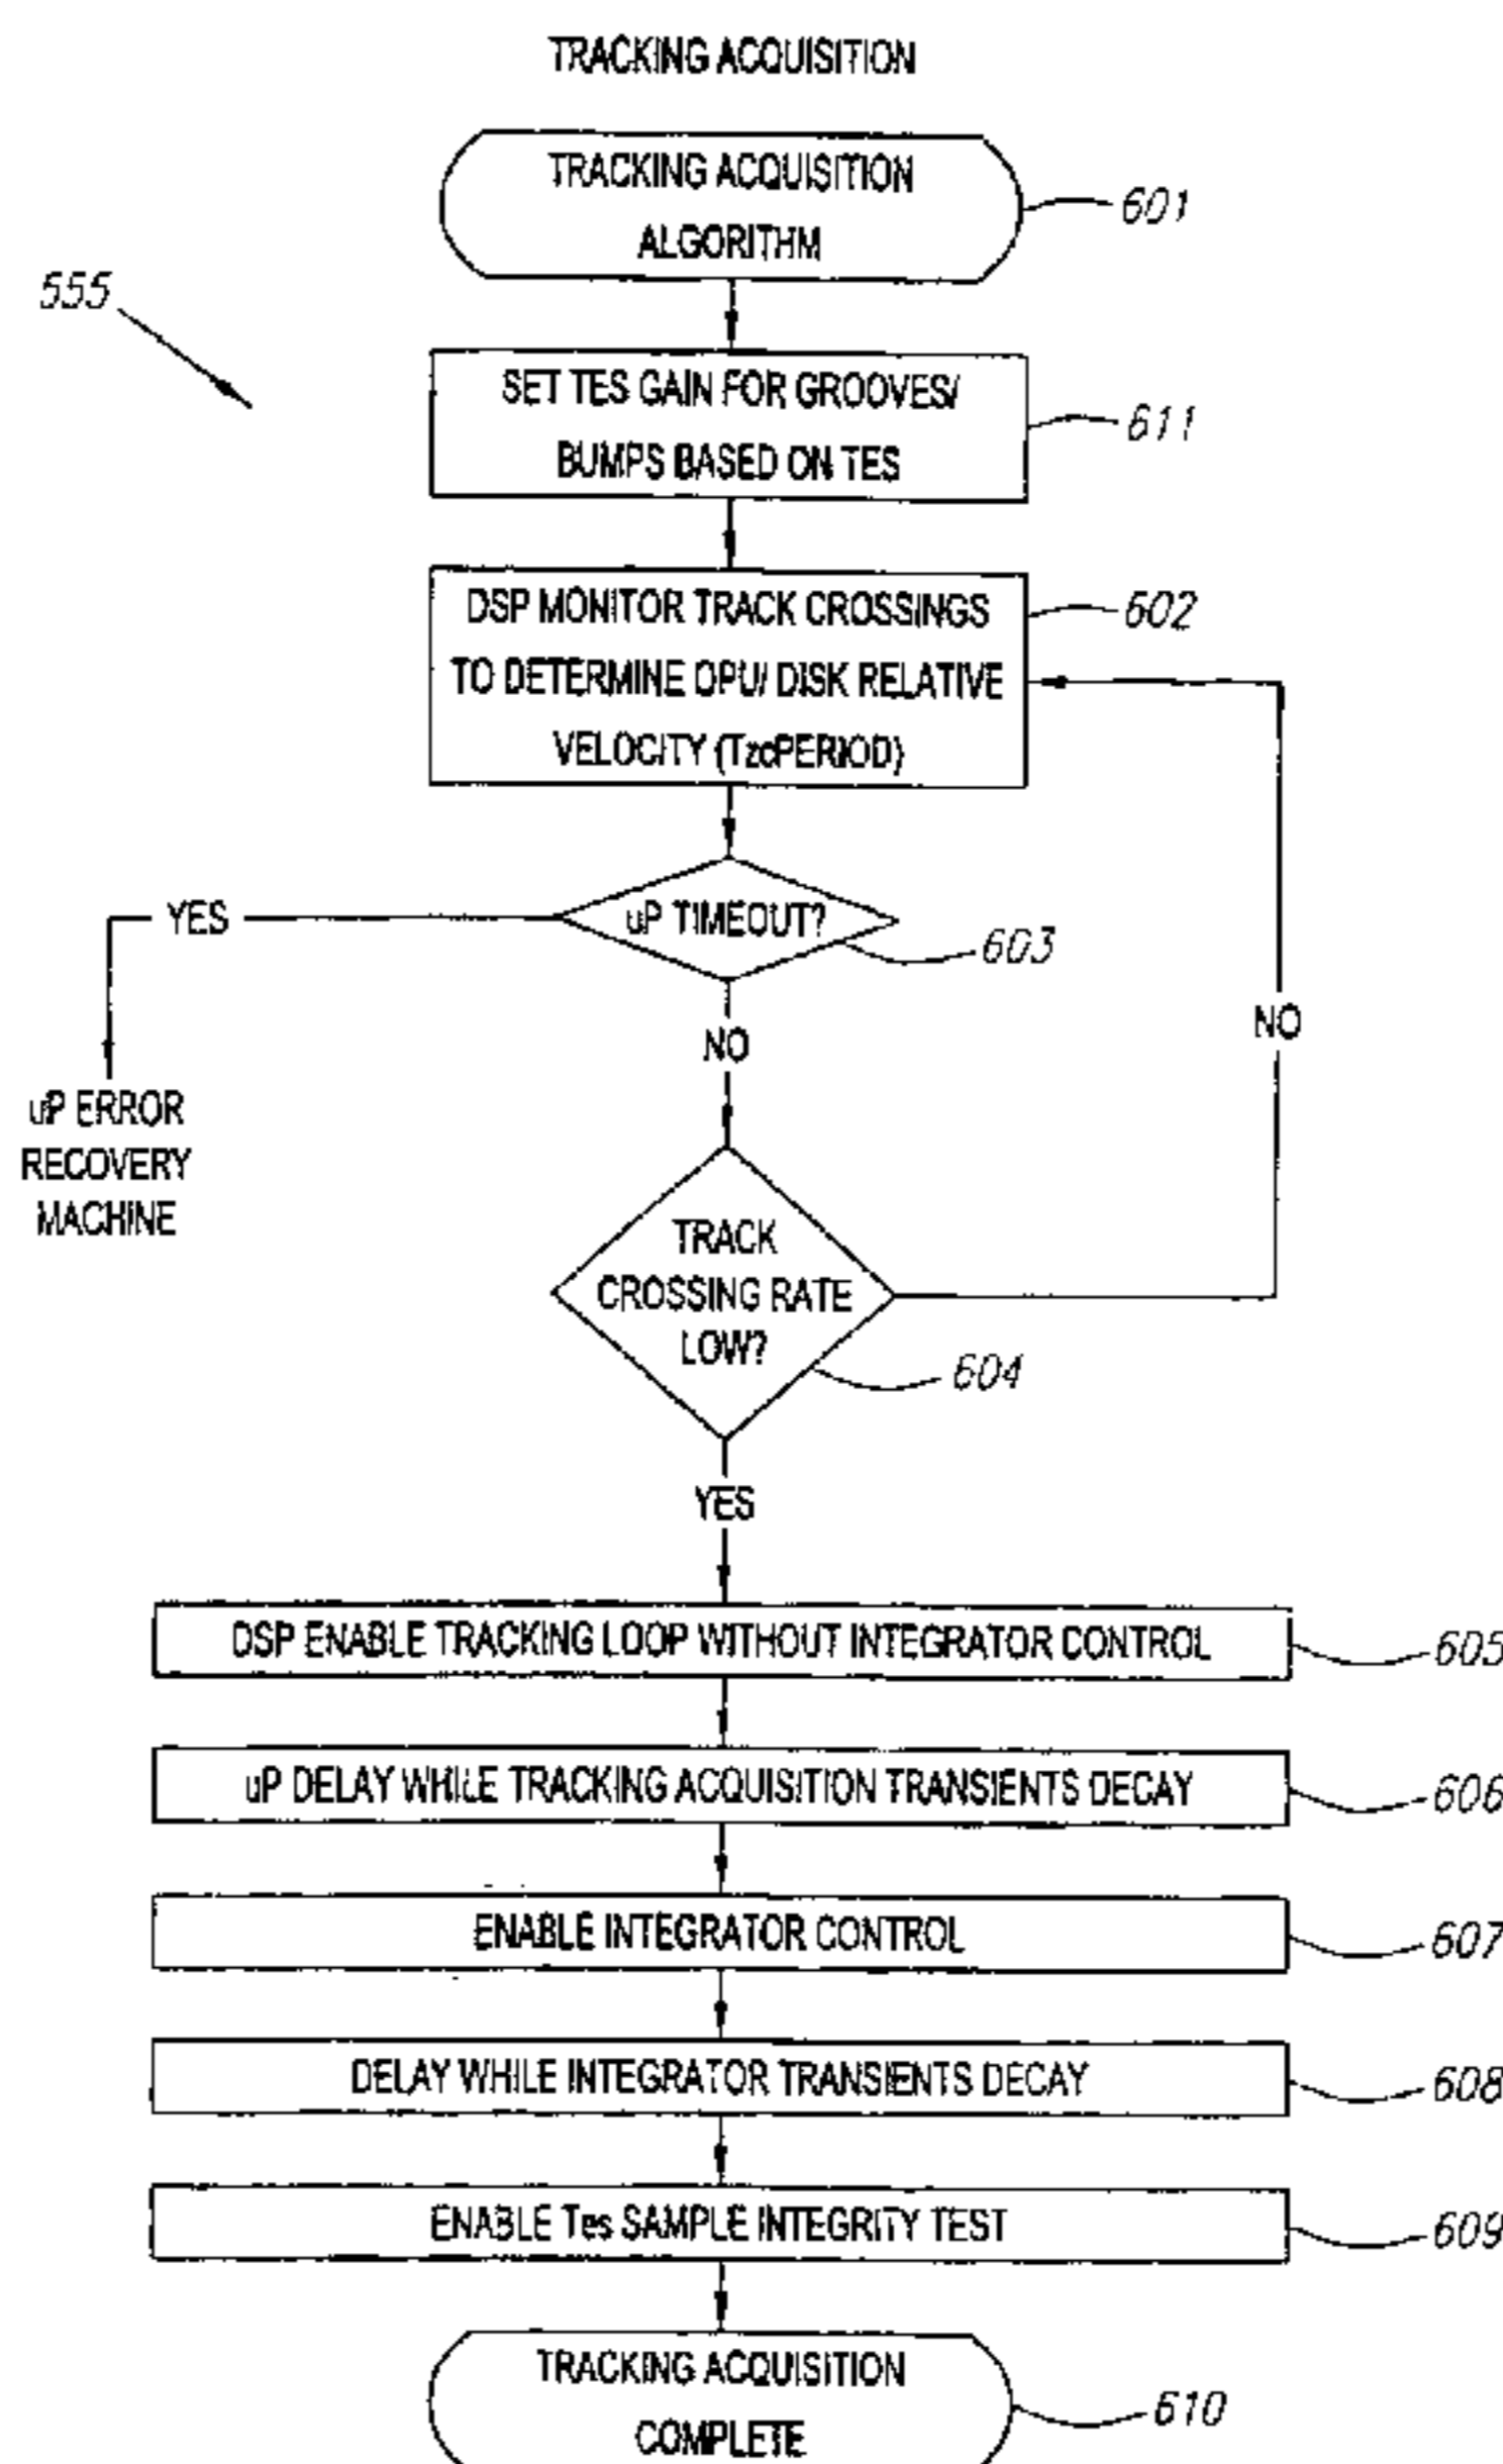 TRACKING ACQUISITION
TRACKING ACQUISITION
ALGORITHM
601
555
SET TES GAIN FOR GROOVES/
BUMPS BASED ON TES
611
DSP MONITOR TRACK CROSSINGS
TO DETERMINE OPU/ DISK RELATIVE
VELOCITY (TzcPERIOD)
602
uP TIMEOUT?
603
YES
uP ERROR
RECOVERY
MACHINE
NO
NO
TRACK
CROSSING RATE
LOW?
604
YES
DSP ENABLE TRACKING LOOP WITHOUT INTEGRATOR CONTROL
605
uP DELAY WHILE TRACKING ACQUISITION TRANSIENTS DECAY
606
ENABLE INTEGRATOR CONTROL
607
DELAY WHILE INTEGRATOR TRANSIENTS DECAY
608
ENABLE Tes SAMPLE INTEGRITY TEST
609
TRACKING ACQUISITION
COMPLETE
610